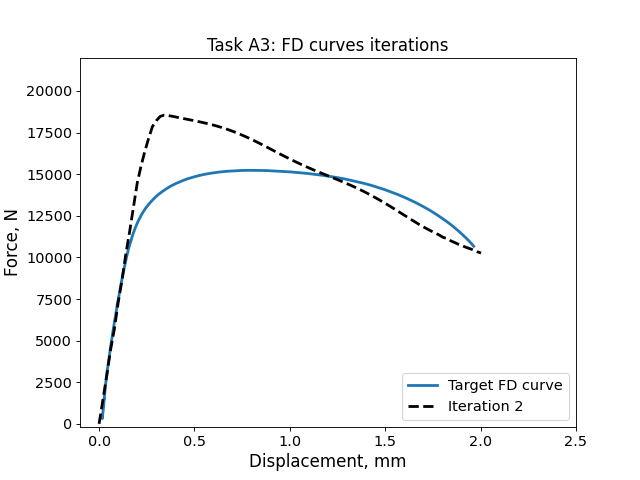 Task A3: FD curves iterations
Force, N
20000
17500
15000
12500
10000
7500
5000
2500
0
0.0 0.5 1.0 1.5 2.0 2.5
Displacement, mm
Target FD curve
Iteration 2